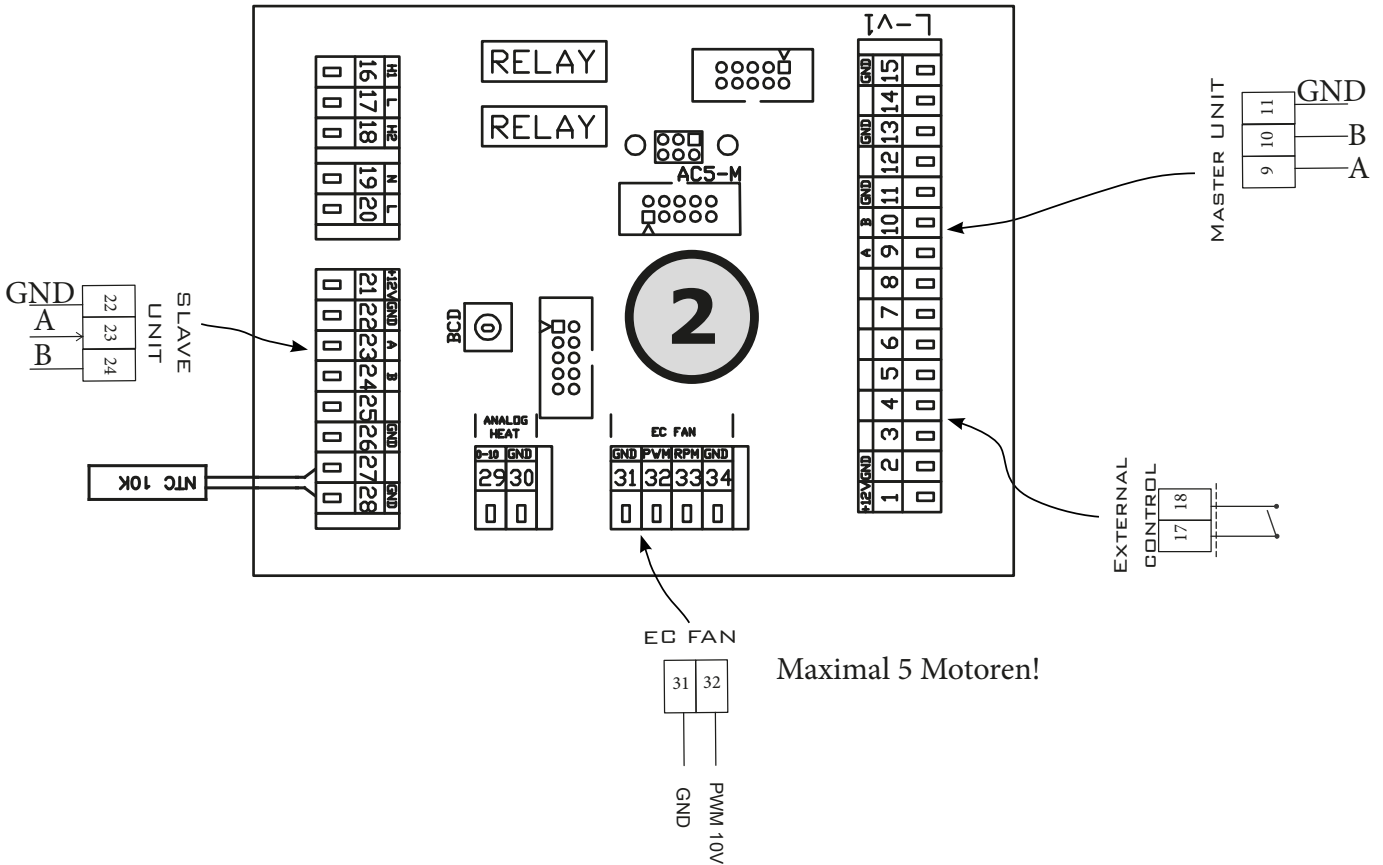 L-V1
RELAY
RELAY
AC5-M
16 H1
17 L
18 H2
19 N
20 L
21 +12V
22 GND
23 A
24 B
25
26 GND
27
28 GND
NTC 10K
GND 22
A 23
B 24
SLAVE
UNIT
BCD
0
2
ANALOG
HEAT
0-10 GND
29 30
EC FAN
GND PWM RPM GND
31 32 33 34
GND 15
14
GND 13
12
GND 11
B 10
A 9
8
7
6
5
4
3
GND 2
+12V 1
MASTER UNIT
11 GND
10 B
9 A
EXTERNAL
CONTROL
18
17
EC FAN
31 32
GND
PWM 10V
Maximal 5 Motoren!